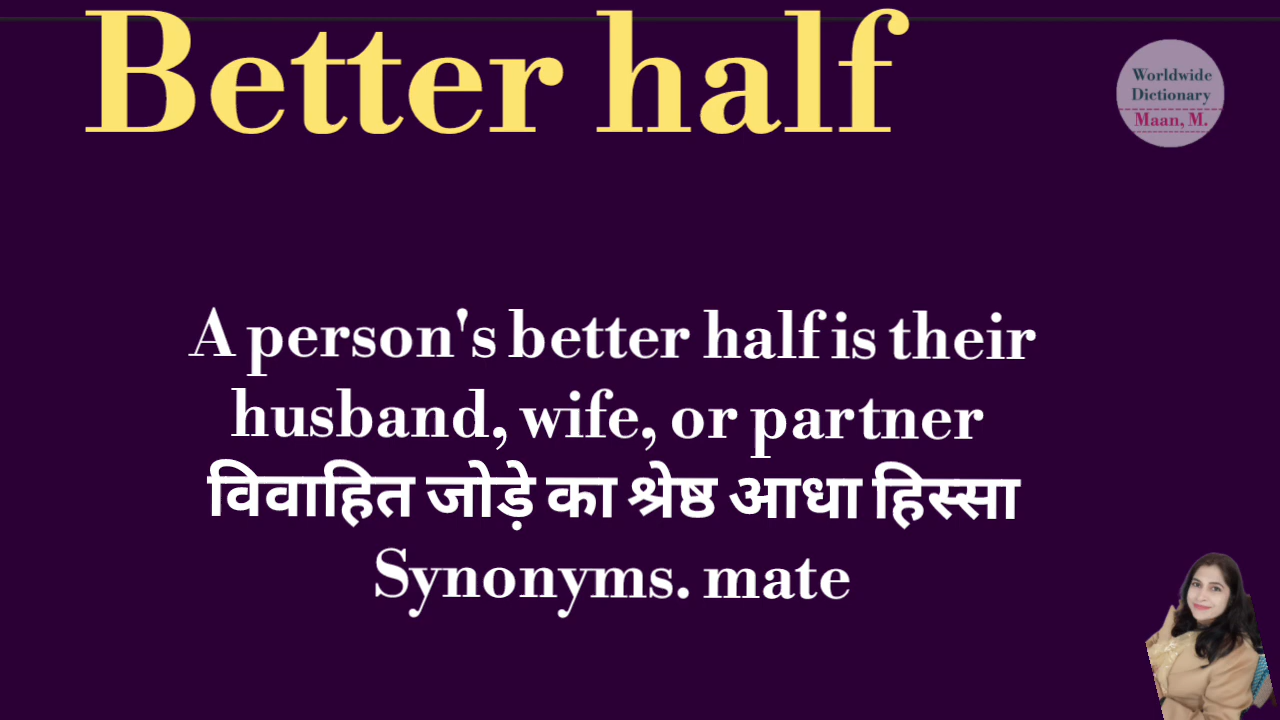 Better half
Worldwide
Dictionary
Maan, M.
A person's better half is their
husband, wife, or partner
विवाहित जोड़े का श्रेष्ठ आधा हिस्सा
Synonyms. mate